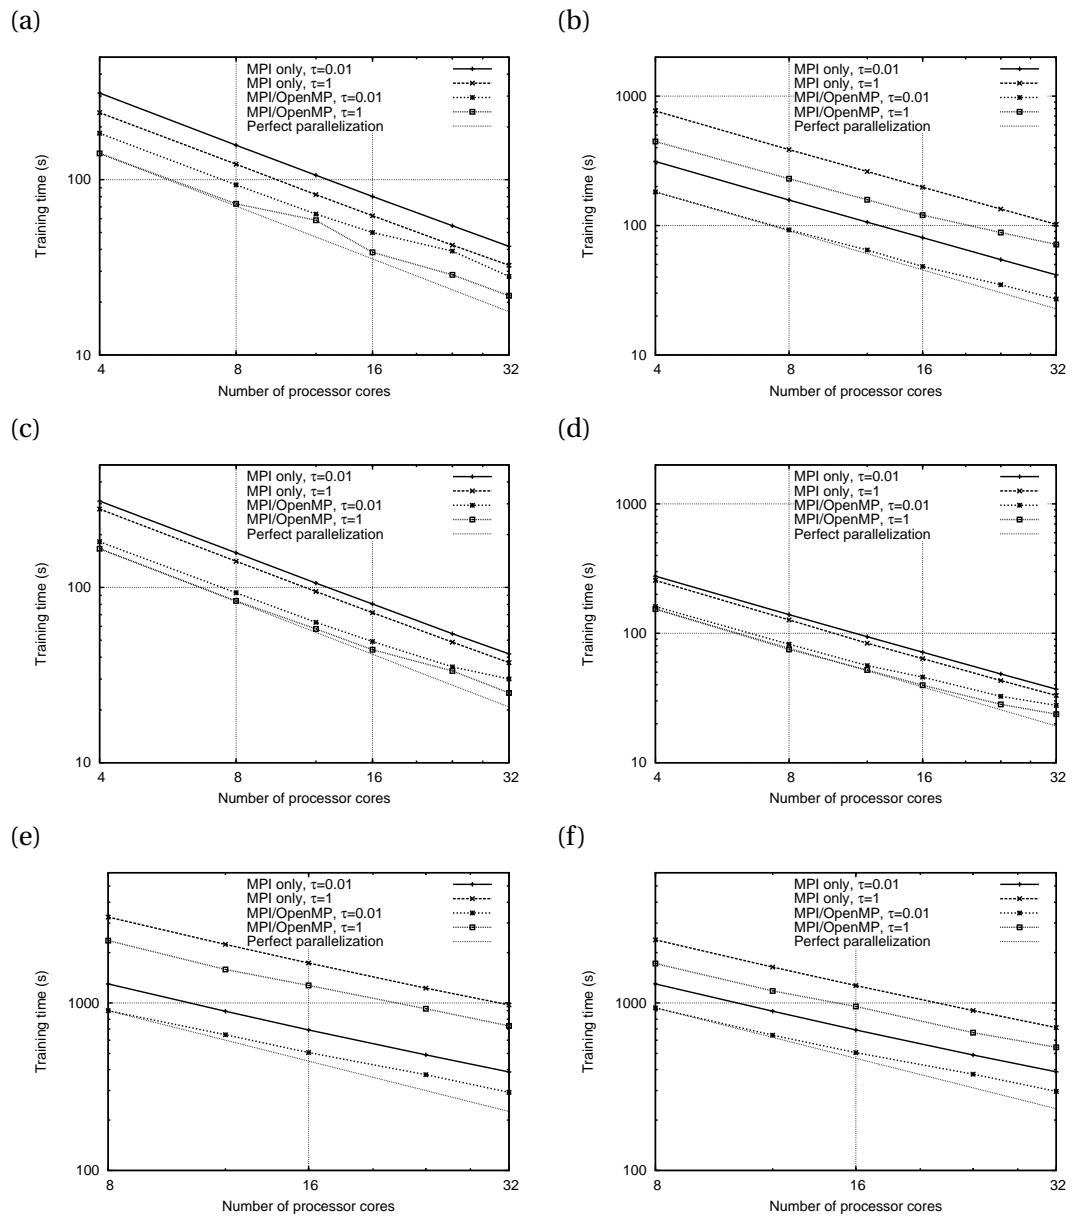 (a)
MPI only, τ=0.01
MPI only, τ=1
MPI/OpenMP, τ=0.01
MPI/OpenMP, τ=1
Perfect parallelization
100
10
Training time (s)
4 8 16 32
Number of processor cores
(b)
MPI only, τ=0.01
MPI only, τ=1
MPI/OpenMP, τ=0.01
MPI/OpenMP, τ=1
Perfect parallelization
1000
100
10
Training time (s)
4 8 16 32
Number of processor cores
(c)
MPI only, τ=0.01
MPI only, τ=1
MPI/OpenMP, τ=0.01
MPI/OpenMP, τ=1
Perfect parallelization
100
10
Training time (s)
4 8 16 32
Number of processor cores
(d)
MPI only, τ=0.01
MPI only, τ=1
MPI/OpenMP, τ=0.01
MPI/OpenMP, τ=1
Perfect parallelization
1000
100
10
Training time (s)
4 8 16 32
Number of processor cores
(e)
MPI only, τ=0.01
MPI only, τ=1
MPI/OpenMP, τ=0.01
MPI/OpenMP, τ=1
Perfect parallelization
1000
100
Training time (s)
8 16 32
Number of processor cores
(f)
MPI only, τ=0.01
MPI only, τ=1
MPI/OpenMP, τ=0.01
MPI/OpenMP, τ=1
Perfect parallelization
1000
100
Training time (s)
8 16 32
Number of processor cores